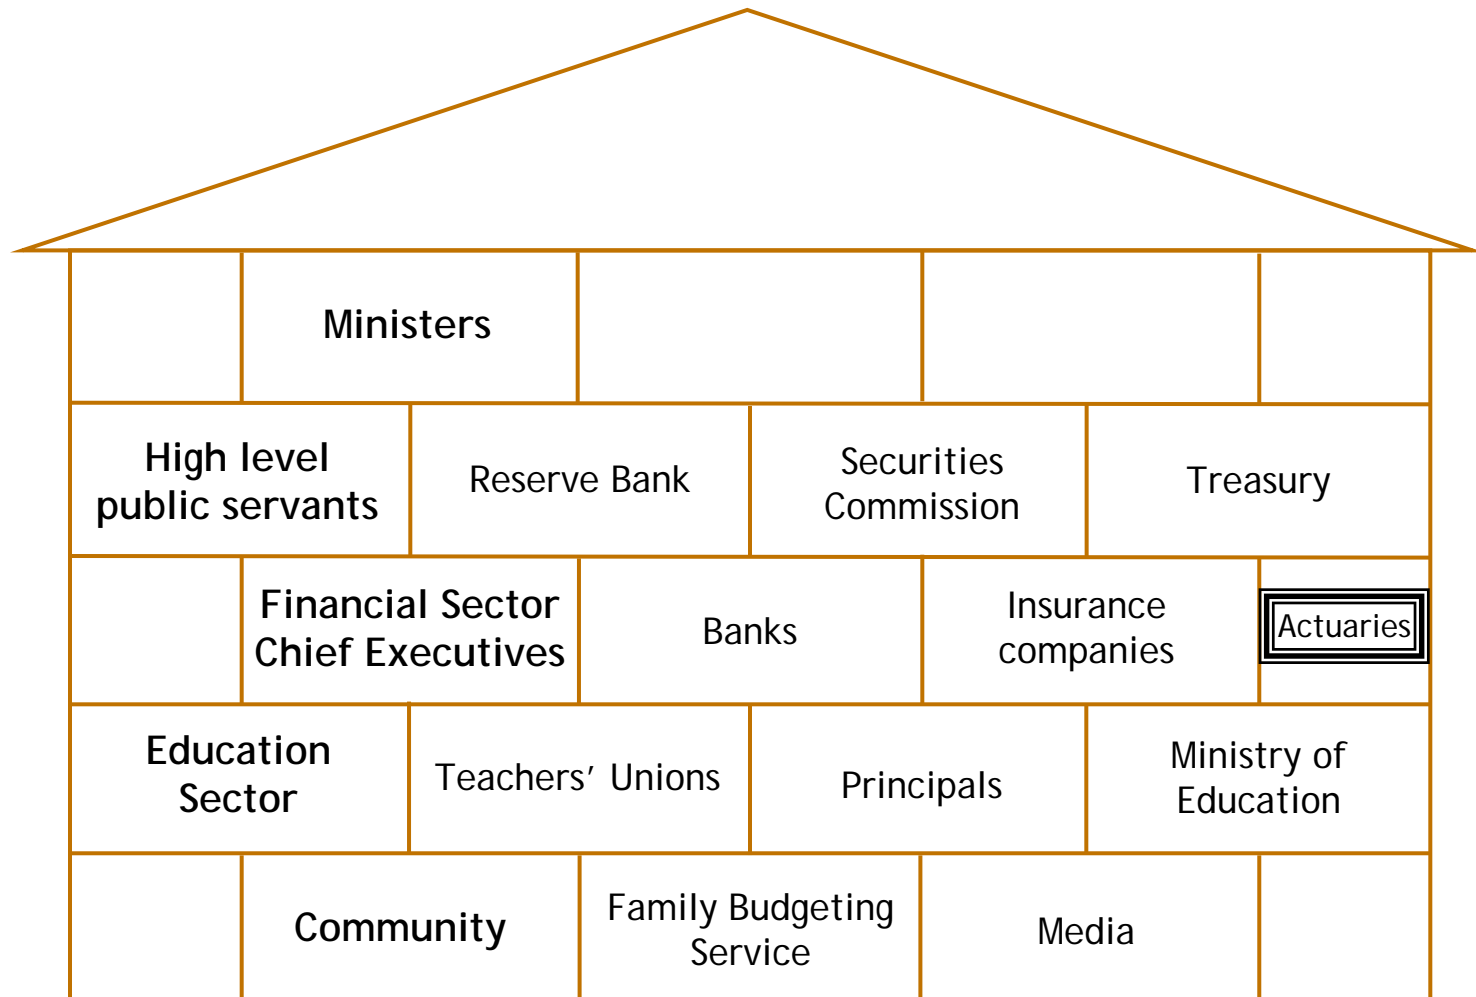 Ministers
High level
public servants
Reserve Bank
Securities
Commission
Treasury
Financial Sector
Chief Executives
Banks
Insurance
companies
Actuaries
Education
Sector
Teachers’ Unions
Principals
Ministry of
Education
Community
Family Budgeting
Service
Media